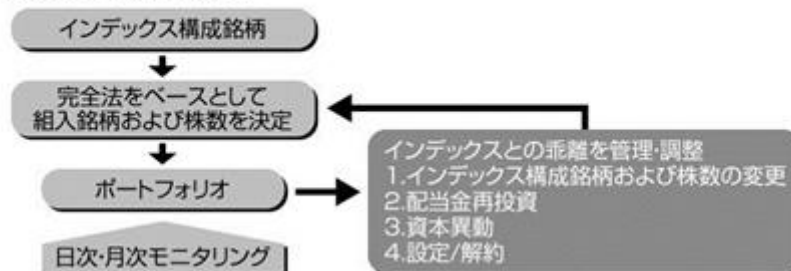 インデックス構成銘柄
完全法をベースとして
組入銘柄および株数を決定
ポートフォリオ
日次・月次モニタリング
インデックスとの乖離を管理・調整
1.インデックス構成銘柄および株数の変更
2.配当金再投資
3.資本異動
4.設定/解約